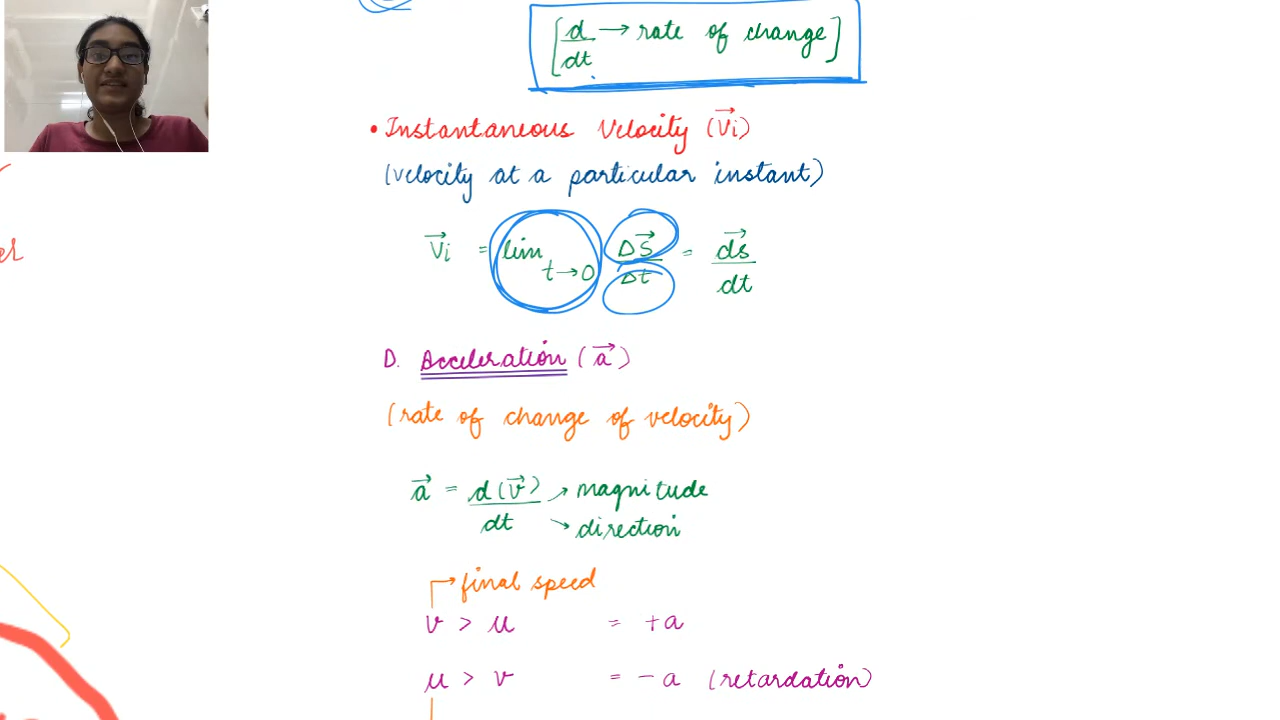 [d/dt → rate of change]
• Instantaneous Velocity (V⃗i)
(velocity at a particular instant)
V⃗i = lim t→0 ΔS⃗/Δt = ds⃗/dt
D. Acceleration (a⃗)
(rate of change of velocity)
a⃗ = d(v⃗)/dt → magnitude
→ direction
→ final speed
v > u = +a
u > v = -a (retardation)